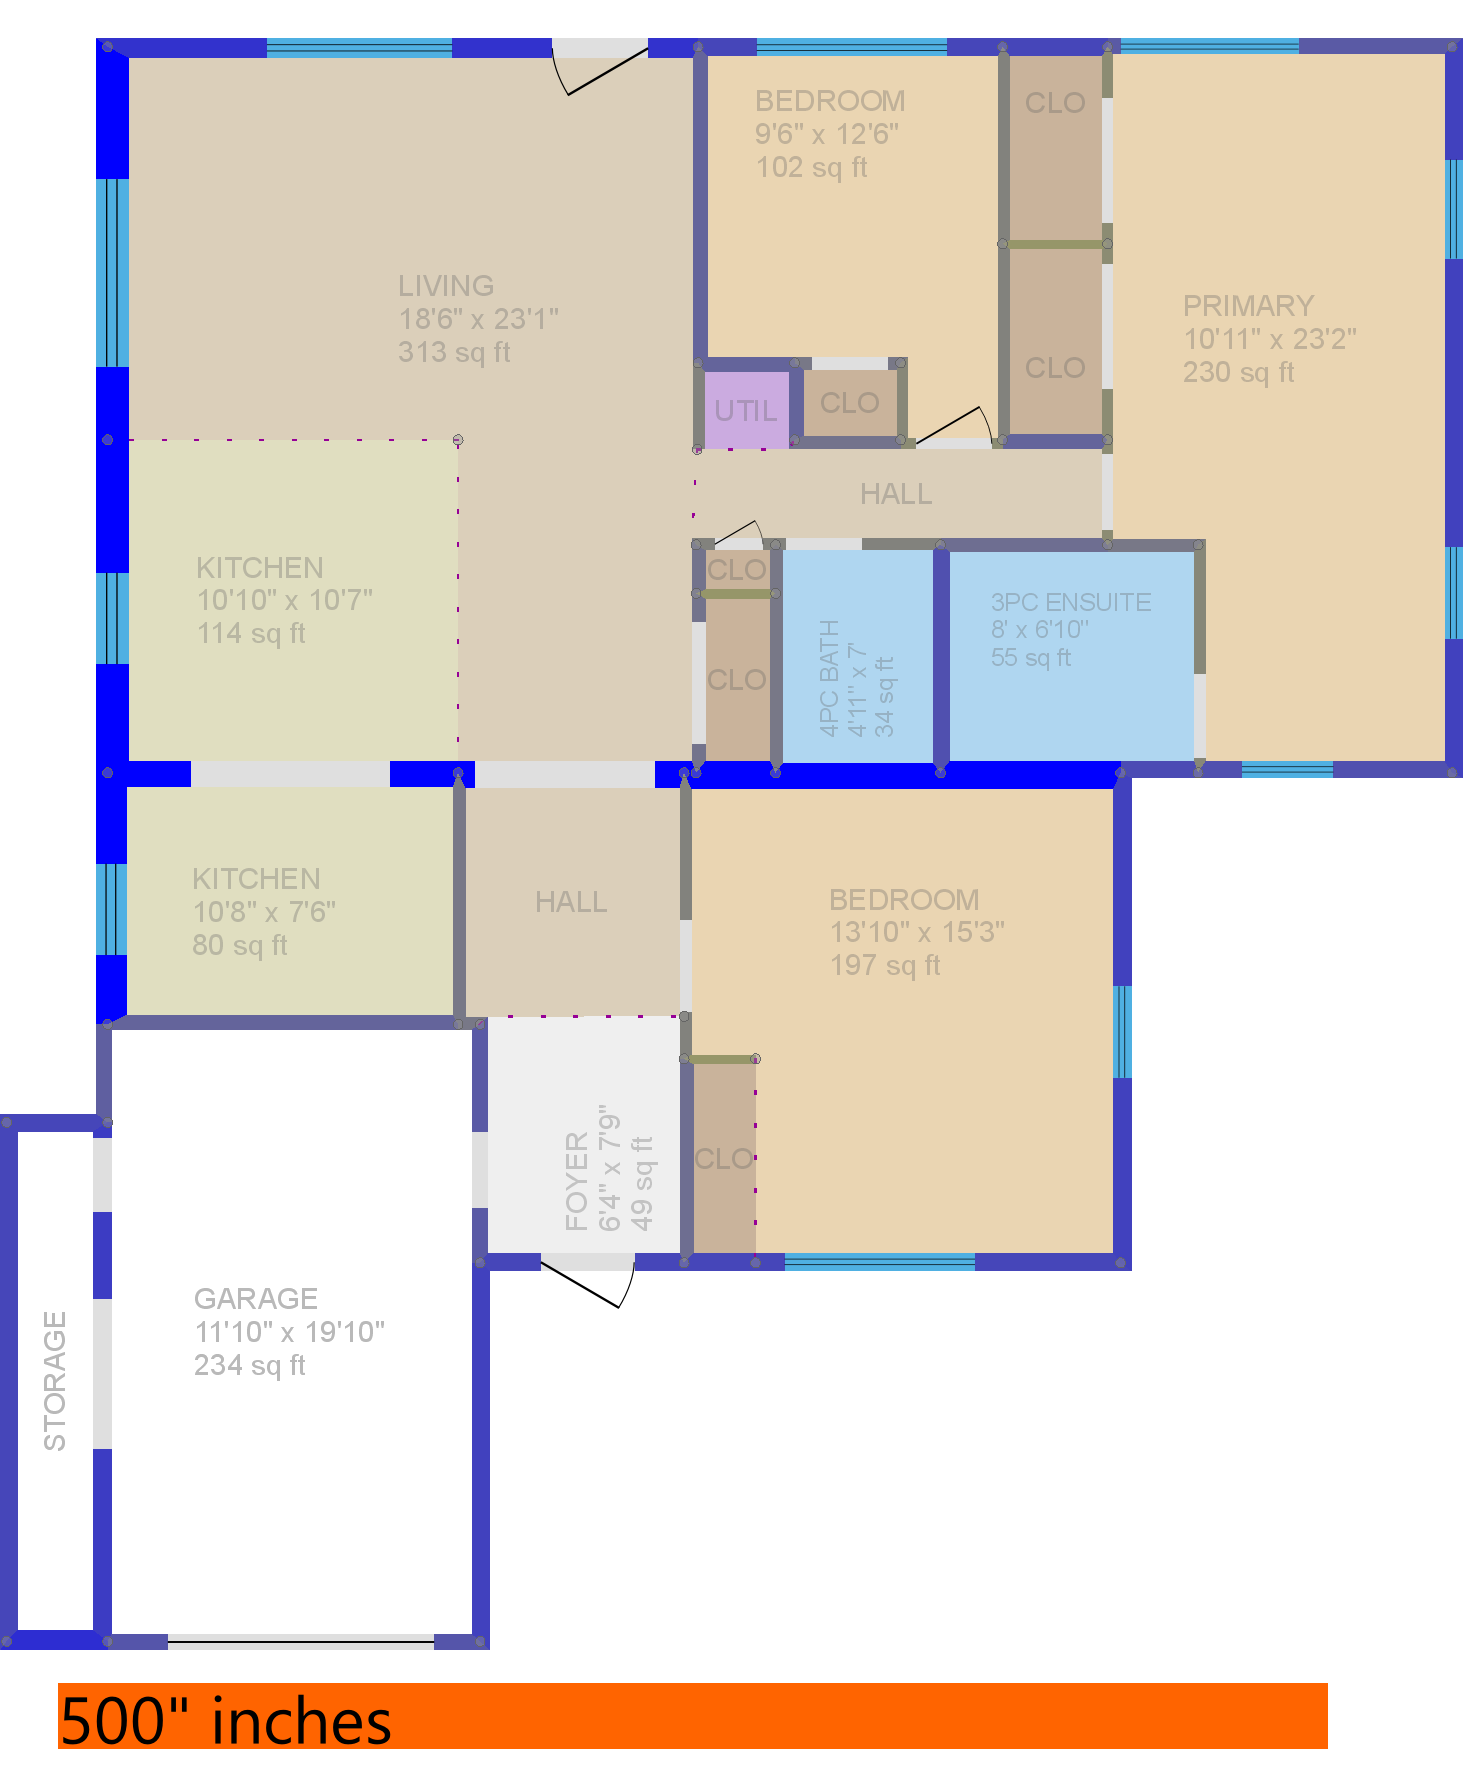 BEDROOM
9'6" x 12'6"
102 sq ft
CLO
LIVING
18'6" x 23'1"
313 sq ft
PRIMARY
10'11" x 23'2"
230 sq ft
CLO
UTIL
CLO
HALL
KITCHEN
10'10" x 10'7"
114 sq ft
CLO
CLO
4PC BATH
4'11" x 7'
34 sq ft
3PC ENSUITE
8' x 6'10"
55 sq ft
KITCHEN
10'8" x 7'6"
80 sq ft
HALL
BEDROOM
13'10" x 15'3"
197 sq ft
FOYER
6'4" x 7'9"
49 sq ft
CLO
STORAGE
GARAGE
11'10" x 19'10"
234 sq ft
500" inches